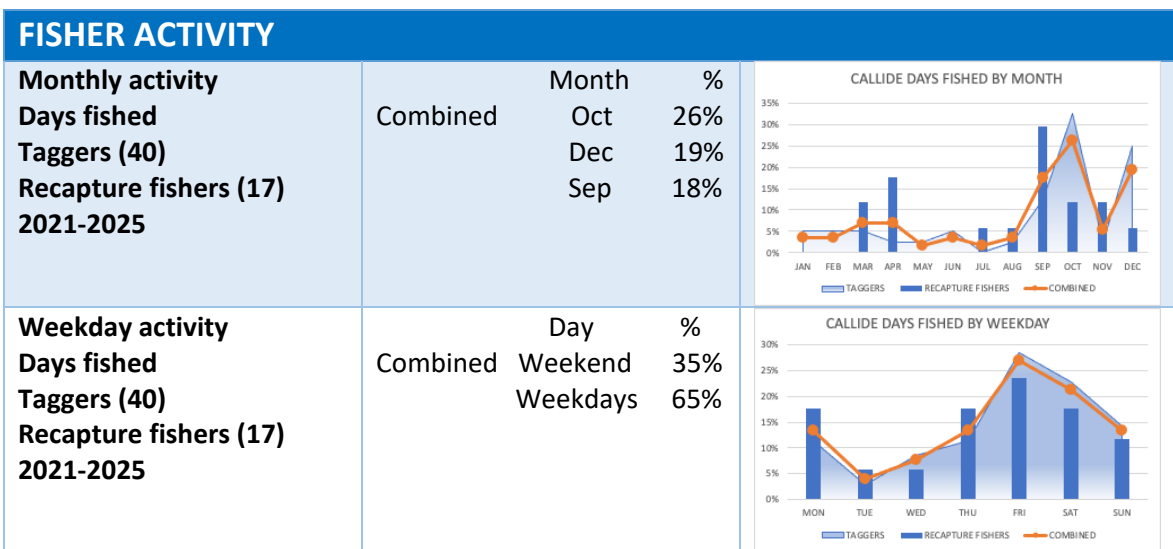 FISHER ACTIVITY
Monthly activity
Days fished
Taggers (40)
Recapture fishers (17)
2021-2025
Month %
Combined Oct 26%
Dec 19%
Sep 18%
CALLIDE DAYS FISHED BY MONTH
35%
30%
25%
20%
15%
10%
5%
0%
JAN FEB MAR APR MAY JUN JUL AUG SEP OCT NOV DEC
TAGGERS RECAPTURE FISHERS COMBINED
Weekday activity
Days fished
Taggers (40)
Recapture fishers (17)
2021-2025
Day %
Combined Weekend 35%
Weekdays 65%
CALLIDE DAYS FISHED BY WEEKDAY
30%
25%
20%
15%
10%
5%
0%
MON TUE WED THU FRI SAT SUN
TAGGERS RECAPTURE FISHERS COMBINED